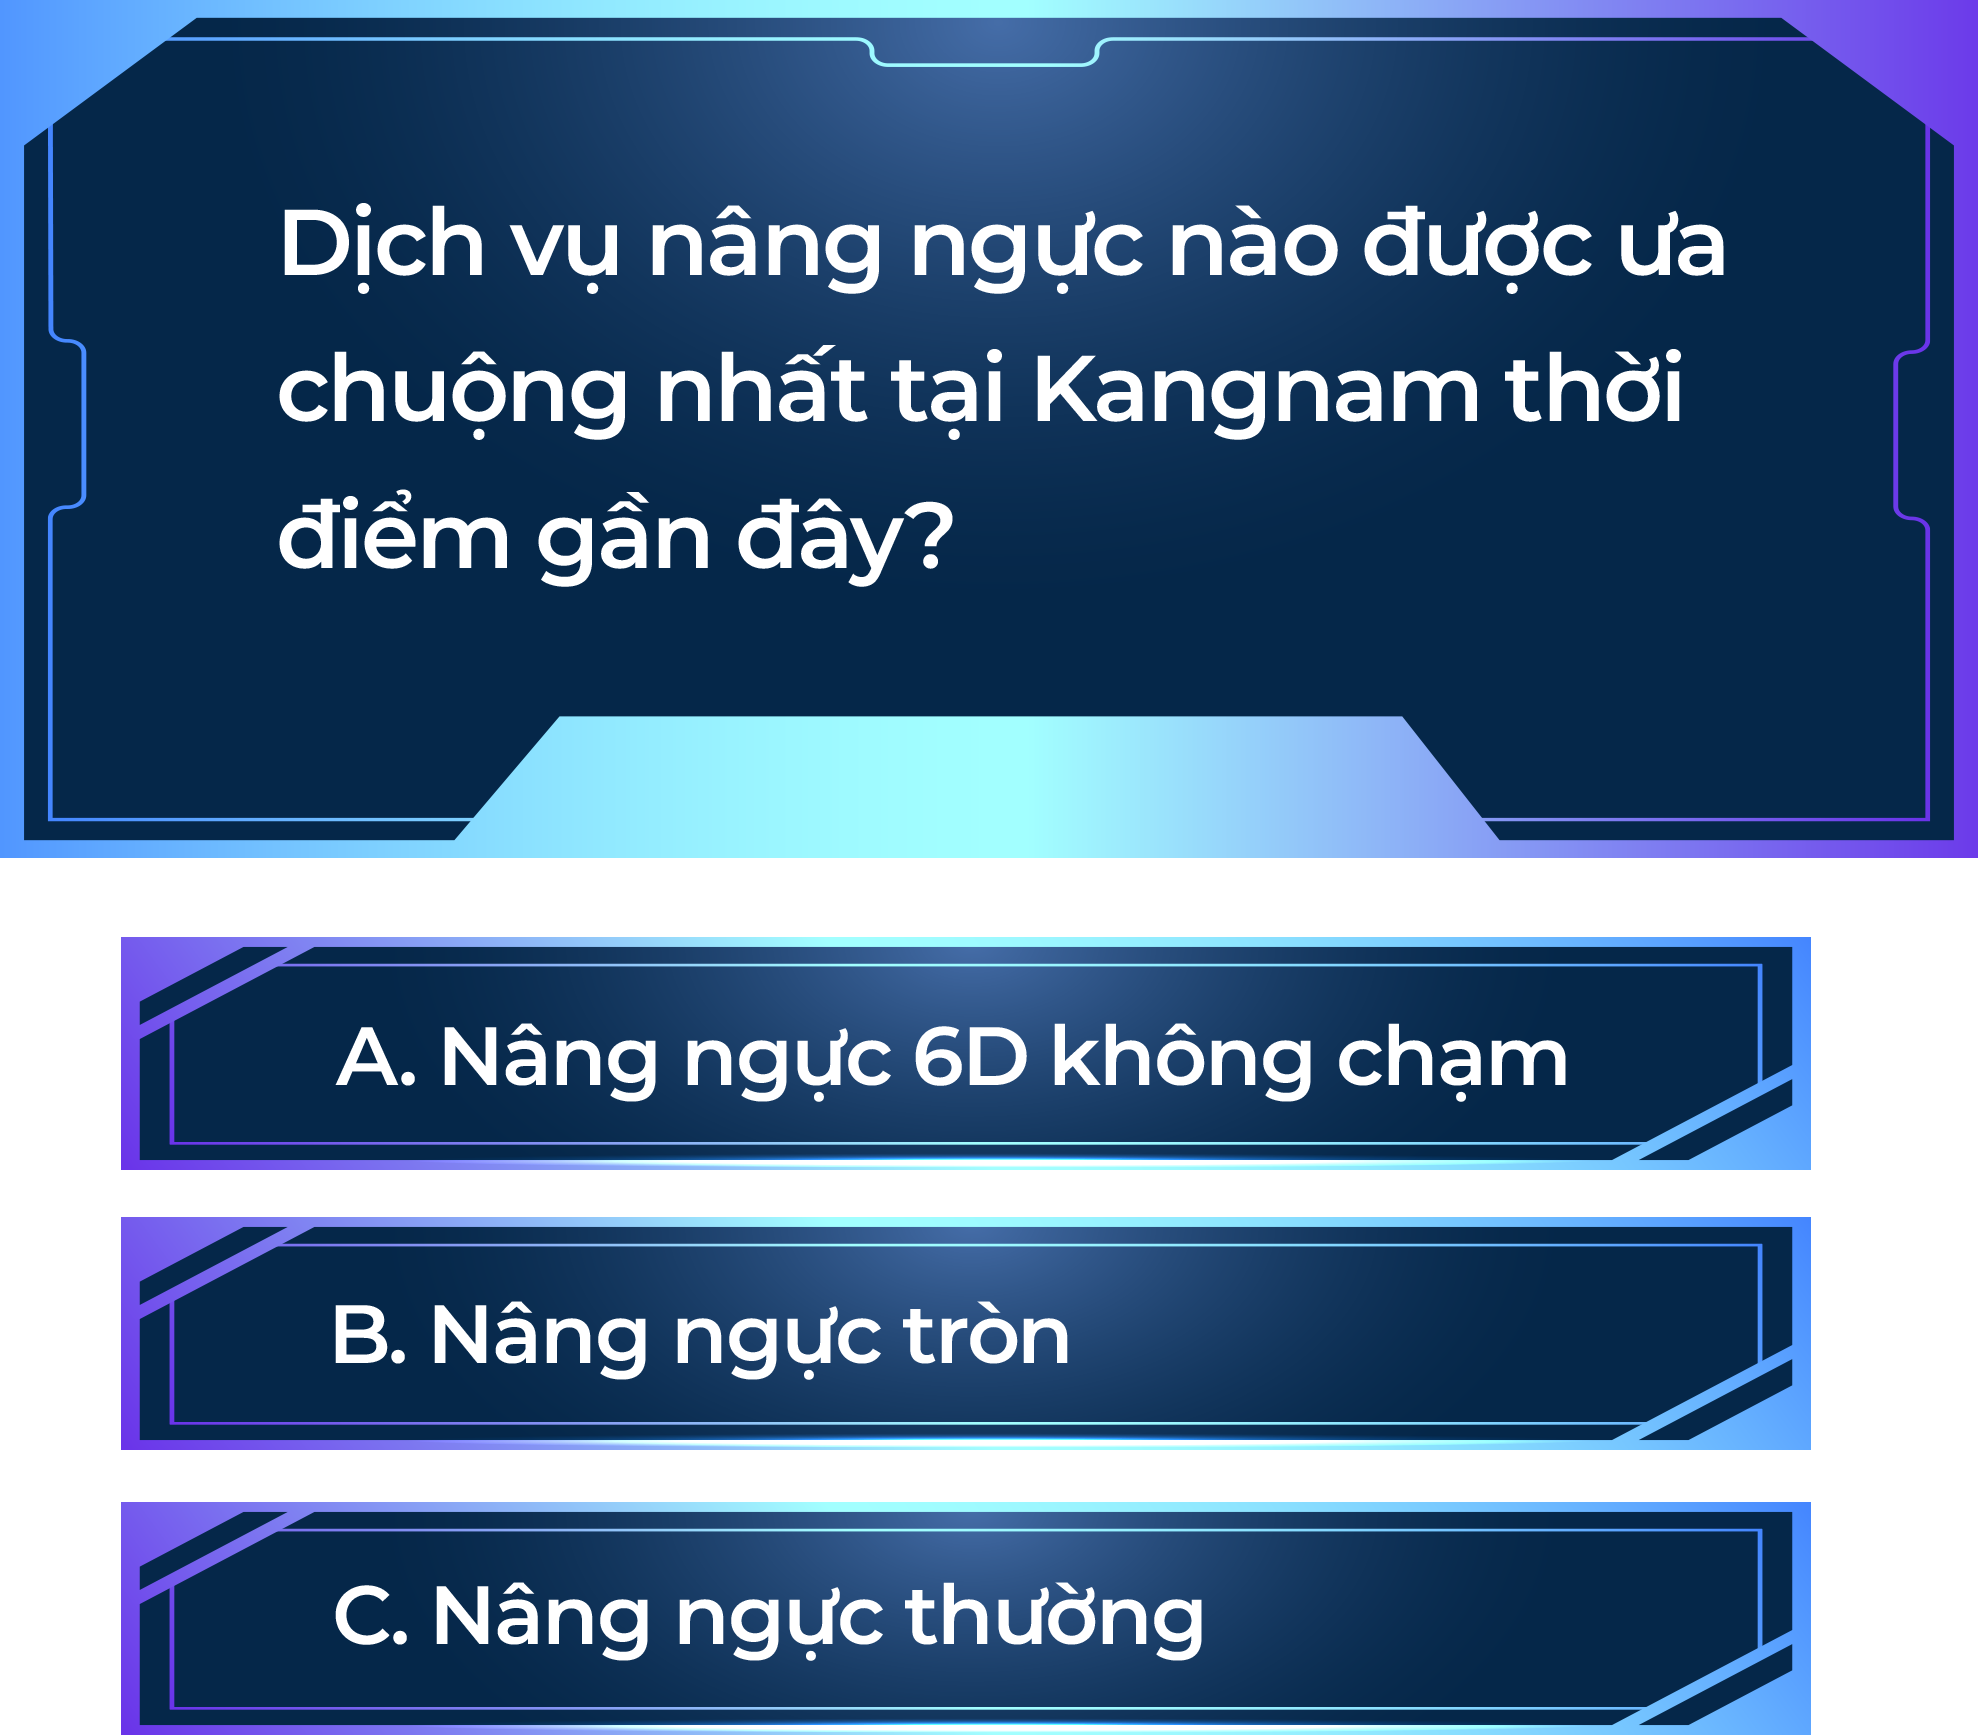 Dịch vụ nâng ngực nào được ưa
chuộng nhất tại Kangnam thời
điểm gần đây?
A. Nâng ngực 6D không chạm
B. Nâng ngực tròn
C. Nâng ngực thường